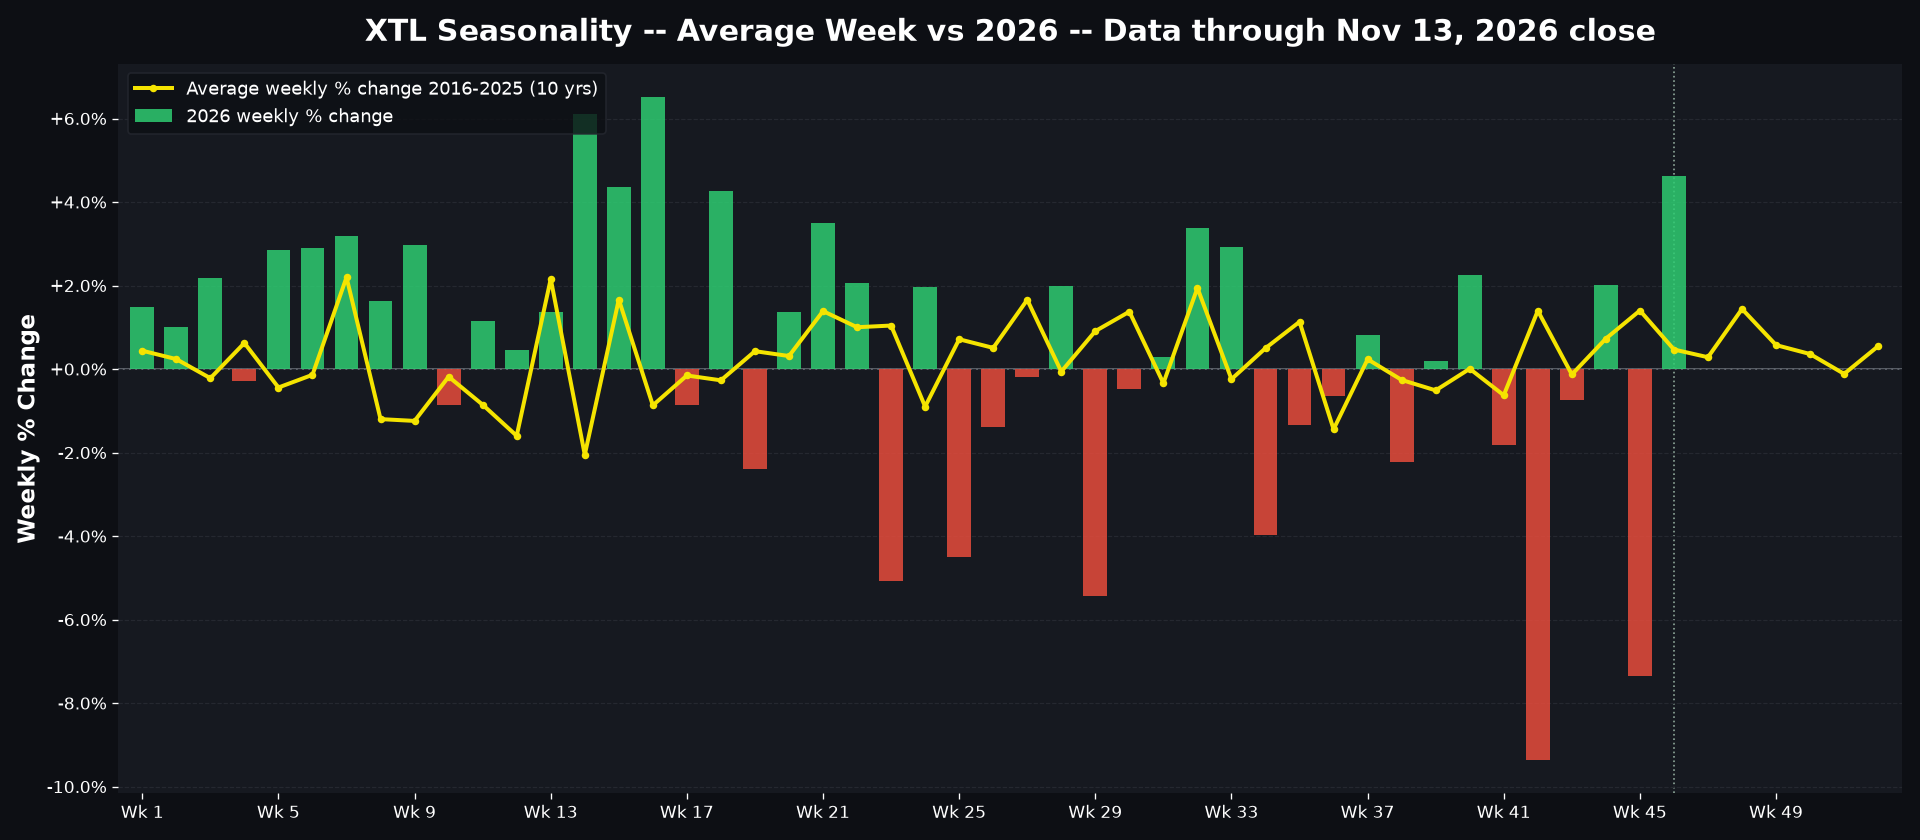 XTL Seasonality -- Average Week vs 2026 -- Data through Nov 13, 2026 close
Average weekly % change 2016-2025 (10 yrs)
2026 weekly % change
Weekly % Change
+6.0%
+4.0%
+2.0%
+0.0%
-2.0%
-4.0%
-6.0%
-8.0%
-10.0%
Wk 1
Wk 5
Wk 9
Wk 13
Wk 17
Wk 21
Wk 25
Wk 29
Wk 33
Wk 37
Wk 41
Wk 45
Wk 49